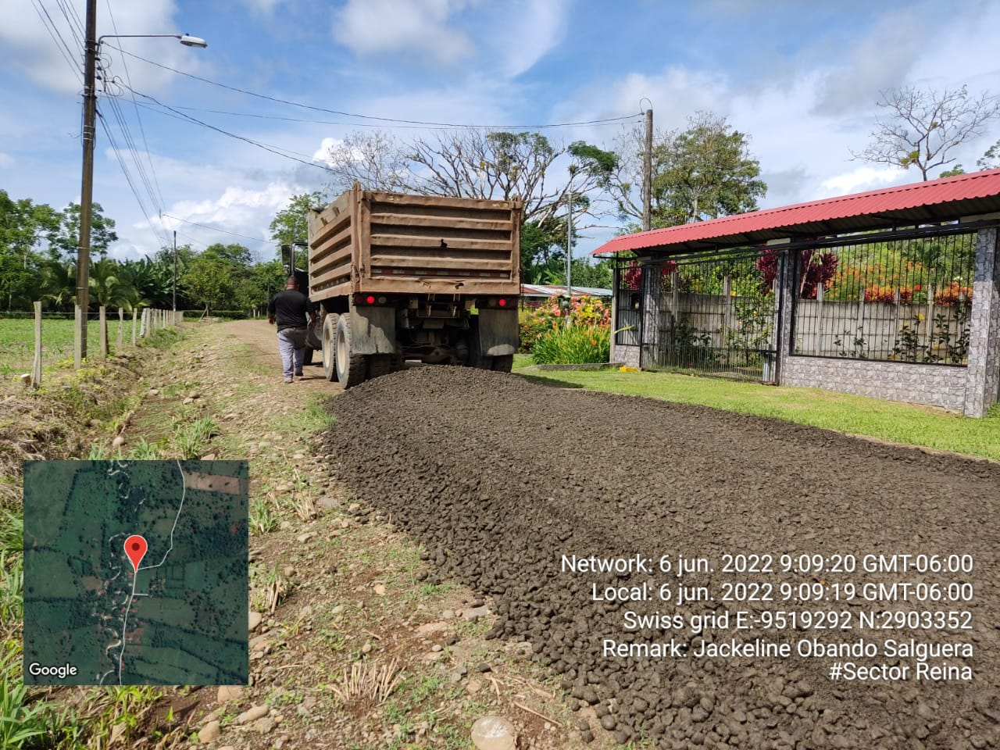 Network: 6 jun. 2022 9:09:20 GMT-06:00
Local: 6 jun. 2022 9:09:19 GMT-06:00
Swiss grid E:-9519292 N:2903352
Remark: Jackeline Obando Salguera
#Sector Reina
Google